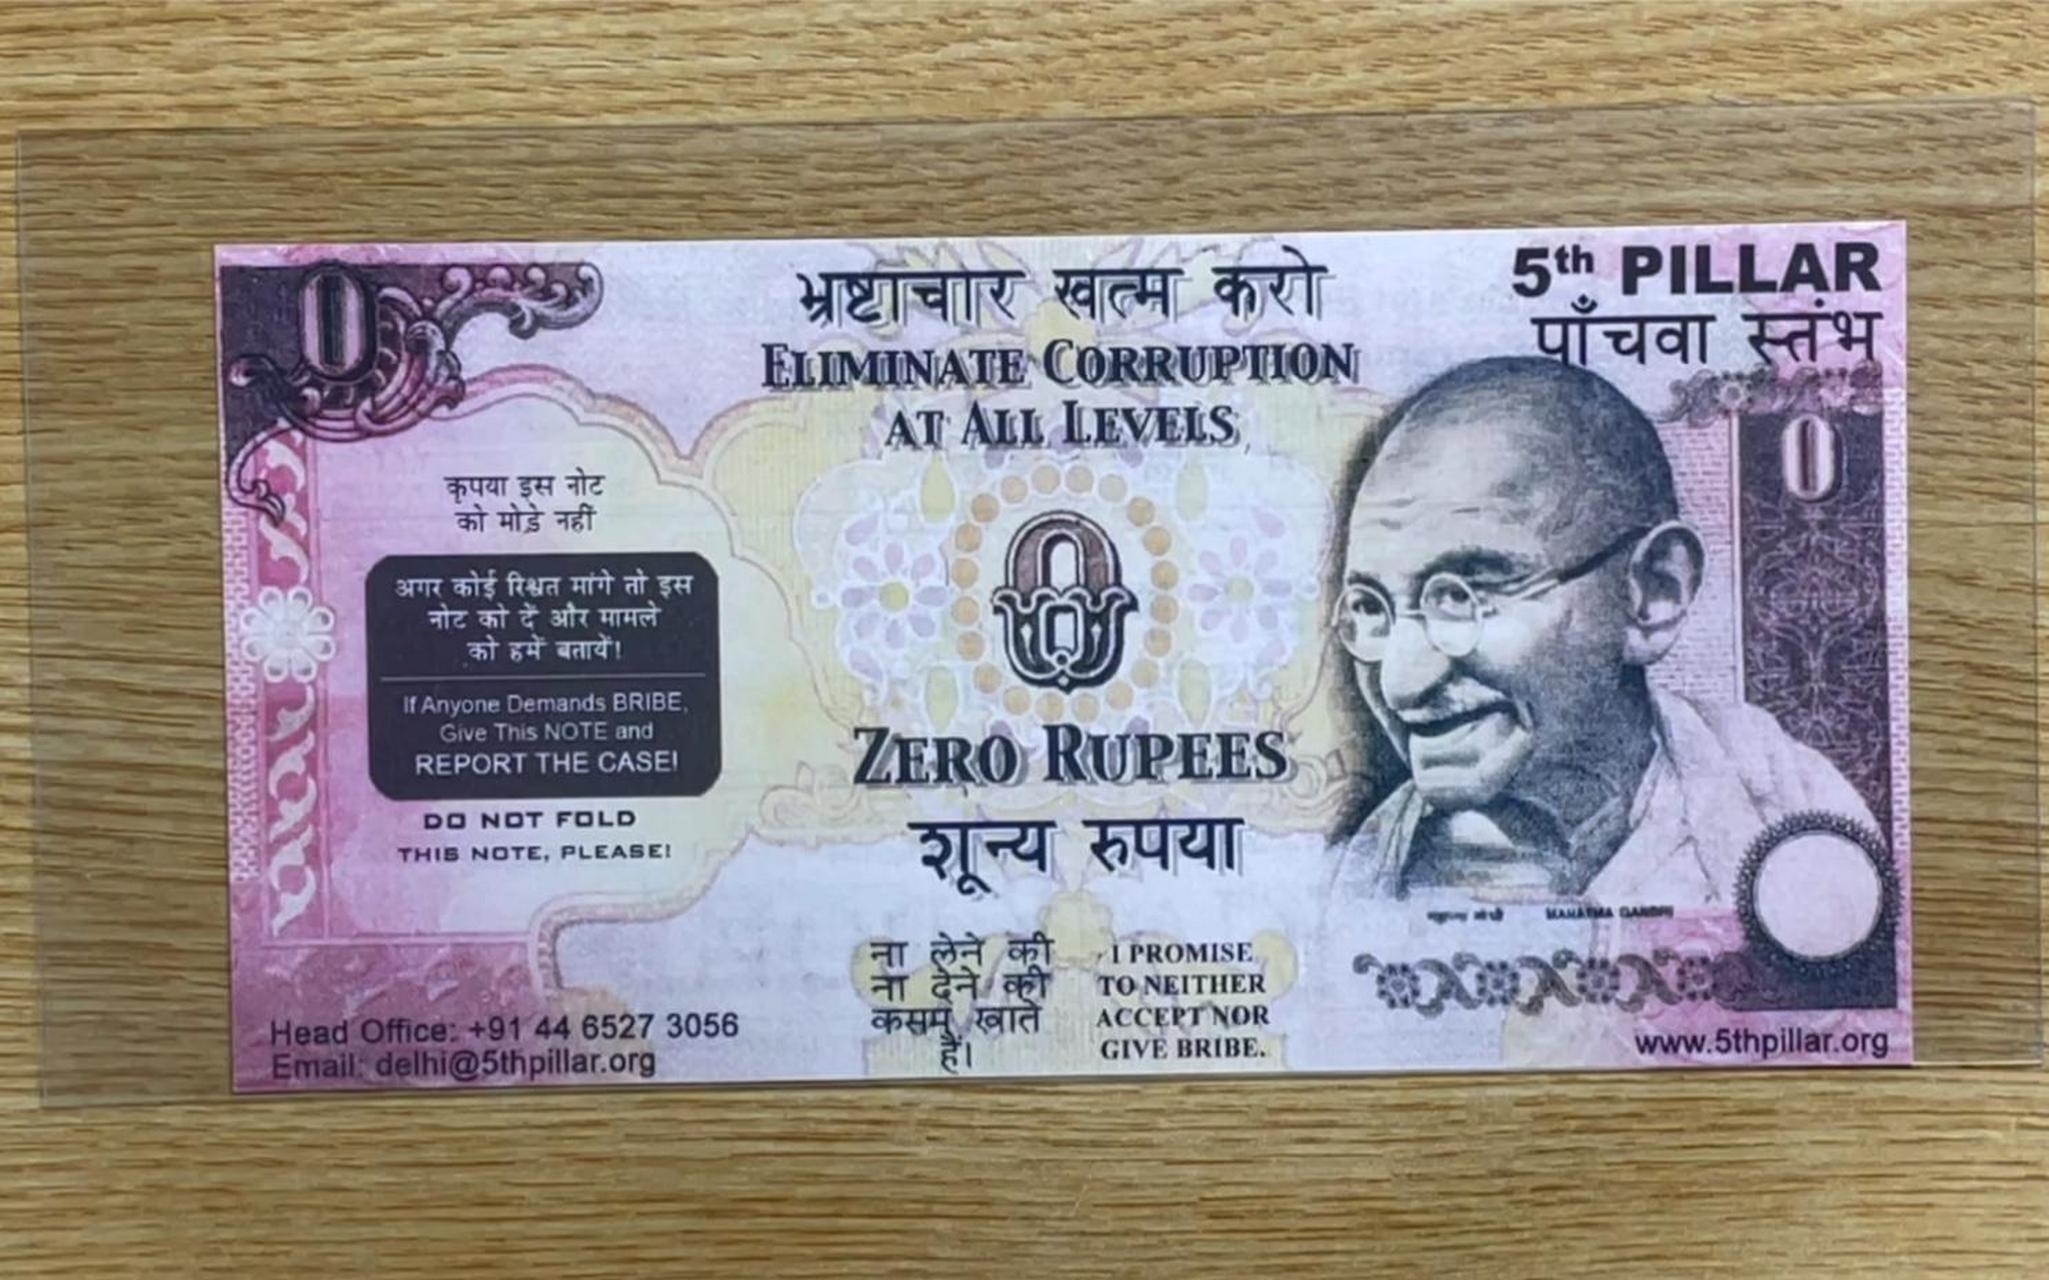 0
भ्रष्टाचार खत्म करो
ELIMINATE CORRUPTION
AT ALL LEVELS
5th PILLAR
पाँचवा स्तंभ
0
कृपया इस नोट
को मोड़े नहीं
अगर कोई रिश्वत मांगे तो इस
नोट को दें और मामले
को हमें बतायें!
If Anyone Demands BRIBE,
Give This NOTE and
REPORT THE CASE!
DO NOT FOLD
THIS NOTE, PLEASE!
0
ZERO RUPEES
शून्य रुपया
ना लेने की
ना देने की
कसम खाते
हैं।
I PROMISE
TO NEITHER
ACCEPT NOR
GIVE BRIBE.
महात्मा गाँधी MAHATMA GANDHI
Head Office: +91 44 6527 3056
Email: delhi@5thpillar.org
www.5thpillar.org